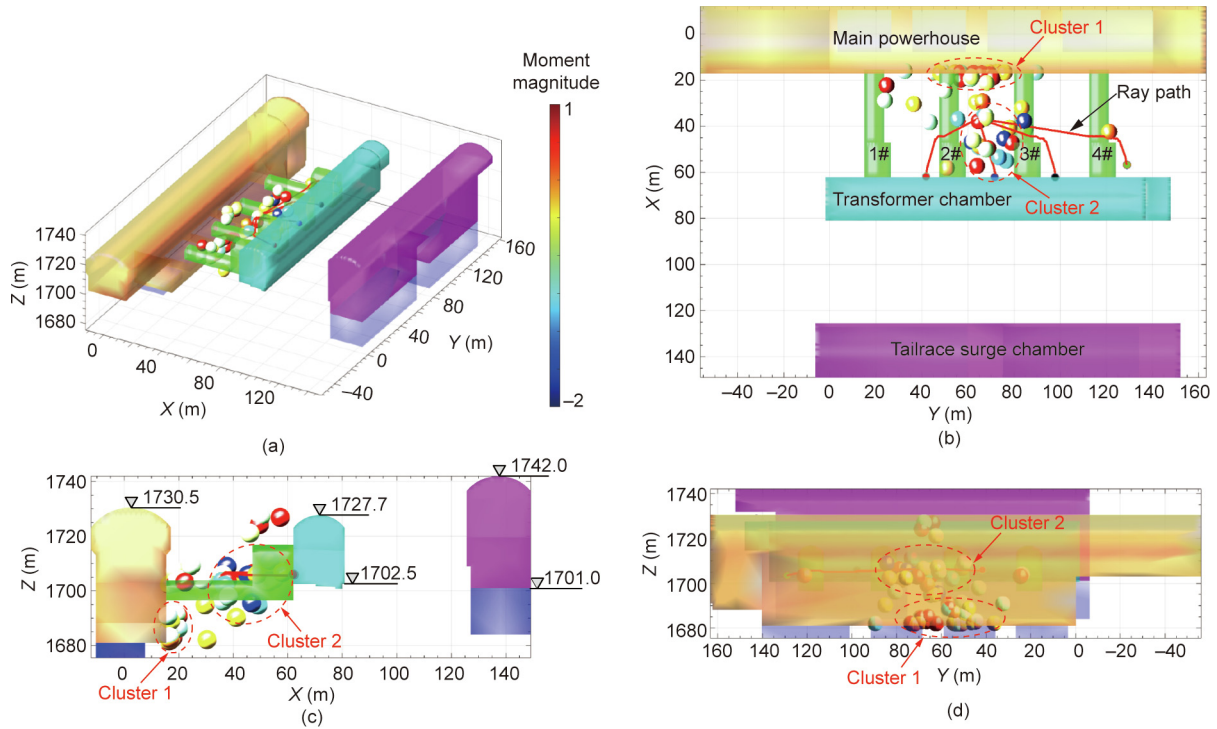 Moment
magnitude
1
–2
1740
1720
1700
1680
Z (m)
0
40
80
120
X (m)
–40
0
40
80
120
160
Y (m)
(a)
0
20
40
60
80
100
120
140
X (m)
Main powerhouse
Cluster 1
Ray path
1#
2#
3#
4#
Transformer chamber
Cluster 2
Tailrace surge chamber
–40
–20
0
20
40
60
80
100
120
140
160
Y (m)
(b)
1740
1720
1700
1680
Z (m)
1730.5
1727.7
1742.0
1702.5
1701.0
Cluster 2
Cluster 1
0
20
40
60
80
100
120
140
X (m)
(c)
1740
1720
1700
1680
Z (m)
Cluster 2
Cluster 1
160
140
120
100
80
60
40
20
0
–20
–40
Y (m)
(d)